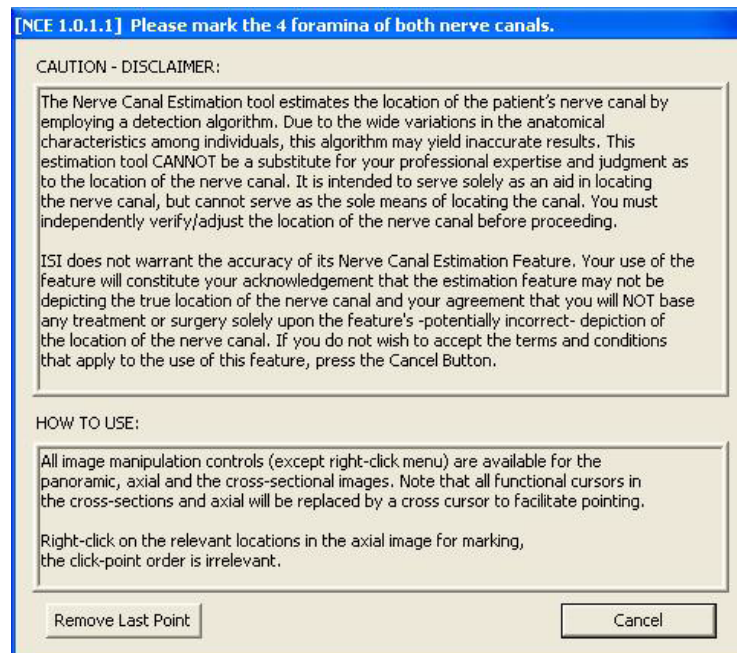 [NCE 1.0.1.1] Please mark the 4 foramina of both nerve canals.
CAUTION - DISCLAIMER:
The Nerve Canal Estimation tool estimates the location of the patient's nerve canal by
employing a detection algorithm. Due to the wide variations in the anatomical
characteristics among individuals, this algorithm may yield inaccurate results. This
estimation tool CANNOT be a substitute for your professional expertise and judgment as
to the location of the nerve canal. It is intended to serve solely as an aid in locating
the nerve canal, but cannot serve as the sole means of locating the canal. You must
independently verify/adjust the location of the nerve canal before proceeding.
ISI does not warrant the accuracy of its Nerve Canal Estimation Feature. Your use of the
feature will constitute your acknowledgement that the estimation feature may not be
depicting the true location of the nerve canal and your agreement that you will NOT base
any treatment or surgery solely upon the feature's -potentially incorrect- depiction of
the location of the nerve canal. If you do not wish to accept the terms and conditions
that apply to the use of this feature, press the Cancel Button.
HOW TO USE:
All image manipulation controls (except right-click menu) are available for the
panoramic, axial and the cross-sectional images. Note that all functional cursors in
the cross-sections and axial will be replaced by a cross cursor to facilitate pointing.
Right-click on the relevant locations in the axial image for marking,
the click-point order is irrelevant.
Remove Last Point
Cancel